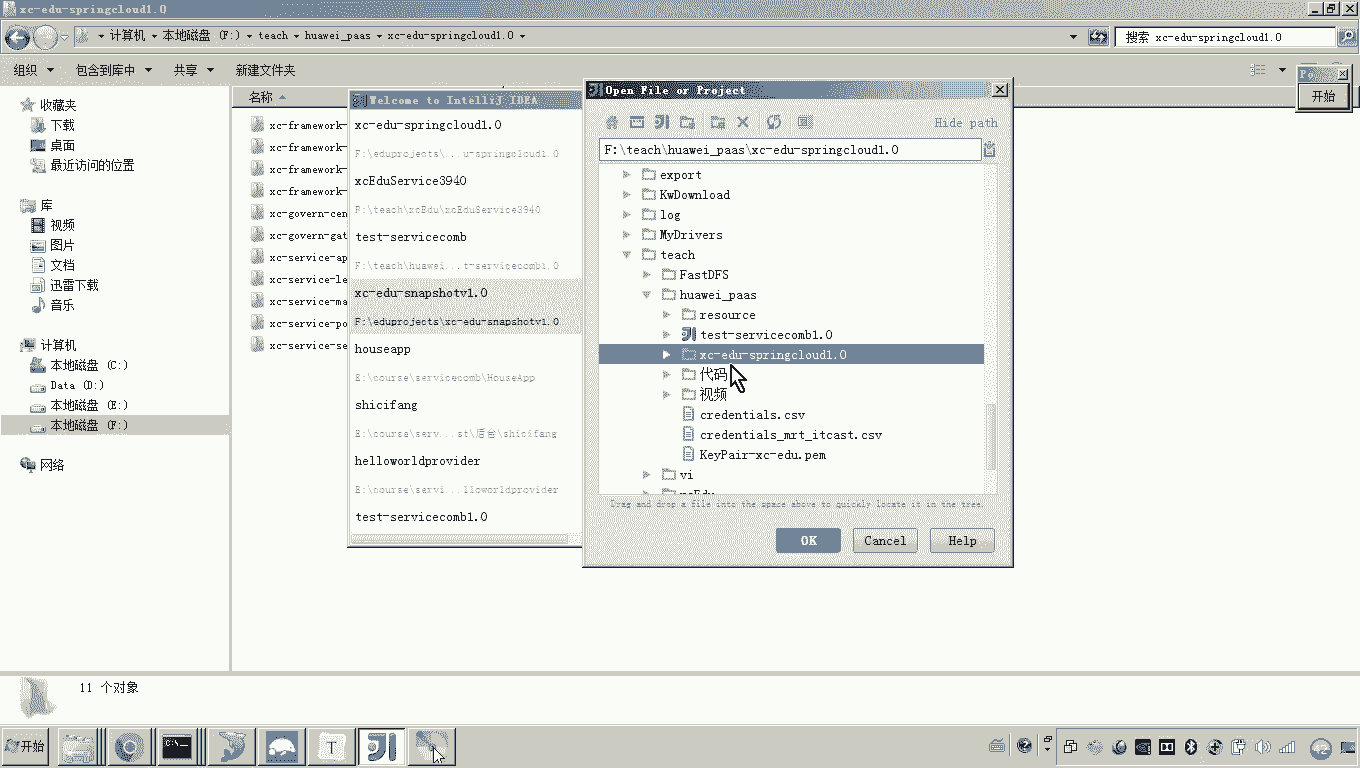 xc-edu-springcloud1.0
计算机 本地磁盘 (F:) teach huawei_paas xc-edu-springcloud1.0
搜索 xc-edu-springcloud1.0
组织 包含到库中 共享 新建文件夹
Po
开始
收藏夹
下载
桌面
最近访问的位置
库
视频
图片
文档
迅雷下载
音乐
计算机
本地磁盘 (C:)
Data (D:)
本地磁盘 (E:)
本地磁盘 (F:)
网络
名称
xc-framework-
xc-framework-
xc-framework-
xc-framework-
xc-govern-cen
xc-govern-gat
xc-service-ap
xc-service-le
xc-service-ma
xc-service-po
xc-service-se
Welcome to IntelliJ IDEA
xc-edu-springcloud1.0
F:\eduprojects\...u-springcloud1.0
xcEduService3940
F:\teach\xcEdu\xcEduService3940
test-servicecomb
F:\teach\huawei...t-servicecomb1.0
xc-edu-snapshotv1.0
F:\eduprojects\xc-edu-snapshotv1.0
houseapp
E:\course\servicecomb\HouseApp
shicifang
E:\course\serv...st\后台\shicifang
helloworldprovider
E:\course\servi...lloworldprovider
test-servicecomb1.0
Open File or Project
Hide path
F:\teach\huawei_paas\xc-edu-springcloud1.0
export
KwDownload
log
MyDrivers
teach
FastDFS
huawei_paas
resource
test-servicecomb1.0
xc-edu-springcloud1.0
代码
视频
credentials.csv
credentials_mrt_itcast.csv
KeyPair-xc-edu.pem
vi
xcEdu
Drag and drop a file into the space above to quickly locate it in the tree.
OK Cancel Help
11 个对象
开始
C:\
T
42